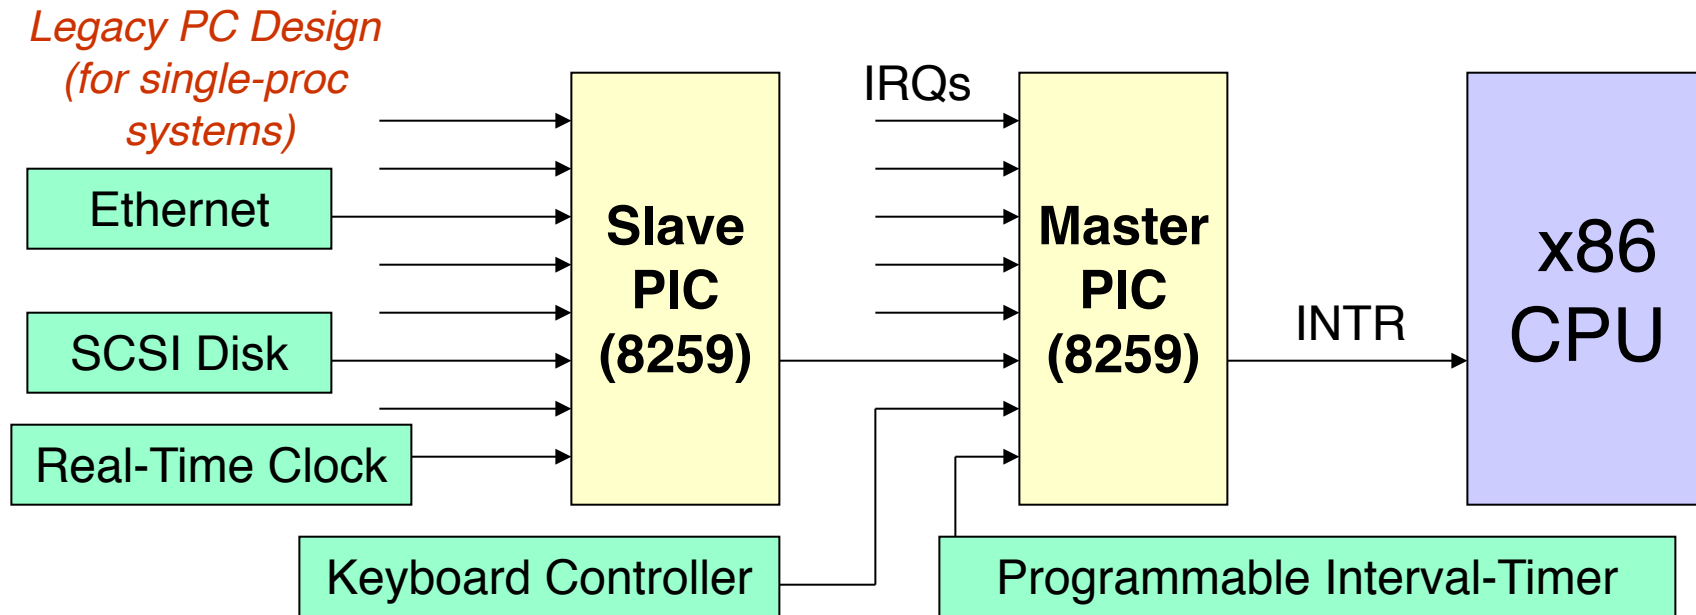 Legacy PC Design
(for single-proc
systems)
IRQs
Ethernet
SCSI Disk
Real-Time Clock
Slave
PIC
(8259)
Master
PIC
(8259)
INTR
x86
CPU
Keyboard Controller
Programmable Interval-Timer